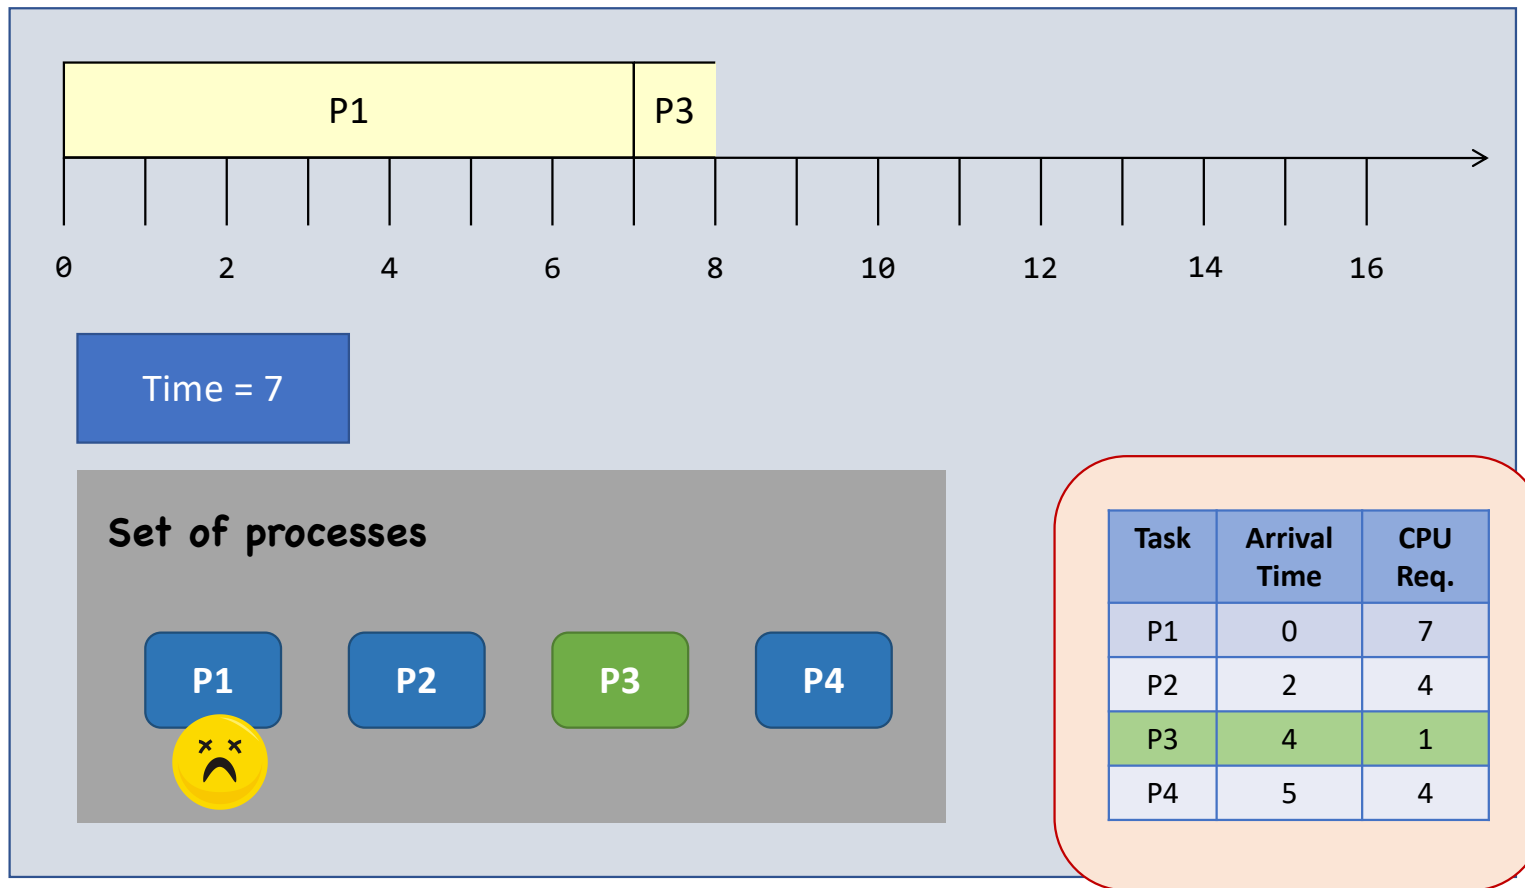 P1 P3
0 2 4 6 8 10 12 14 16
Time = 7
Set of processes
P1 P2 P3 P4
Task Arrival Time CPU Req.
P1 0 7
P2 2 4
P3 4 1
P4 5 4